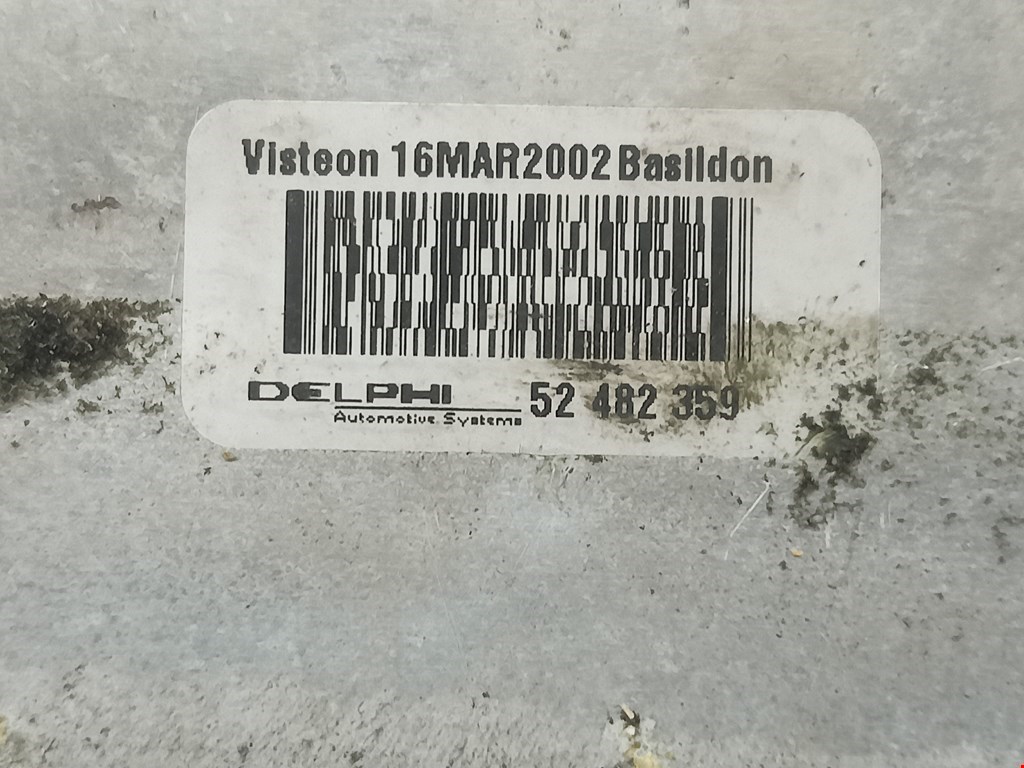 Visteon 16MAR2002 Basildon
DELPHI 52 482 359
Automotive Systems